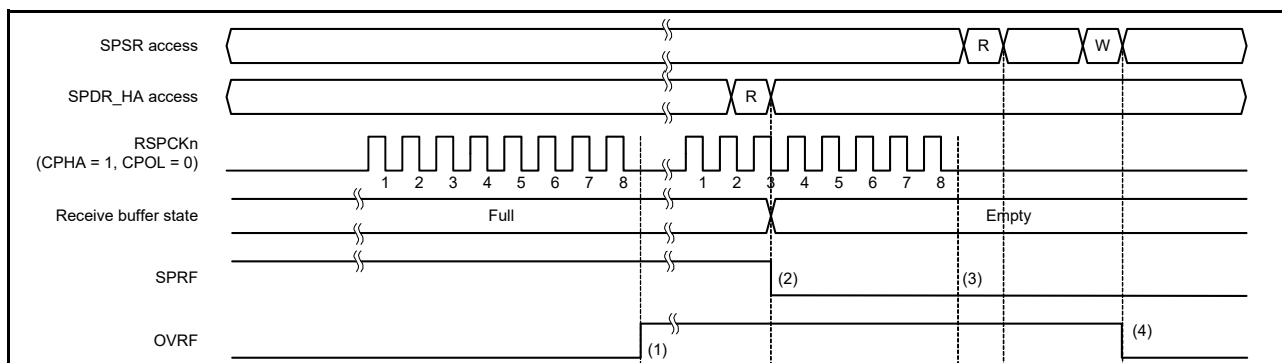 SPSR access
R
W
SPDR_HA access
R
RSPCKn
(CPHA = 1, CPOL = 0)
1 2 3 4 5 6 7 8 1 2 3 4 5 6 7 8
Receive buffer state
Full
Empty
SPRF
(2)
(3)
OVRF
(1)
(4)